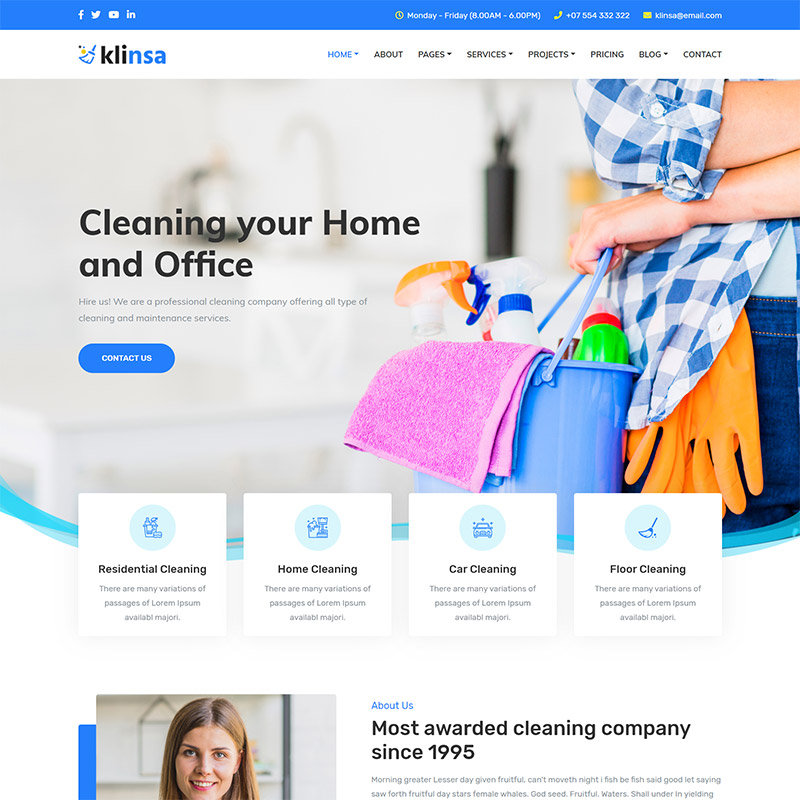 Monday - Friday (8.00AM - 6.00PM) +07 554 332 322 klinsa@email.com
klinsa
HOME ABOUT PAGES SERVICES PROJECTS PRICING BLOG CONTACT
Cleaning your Home
and Office
Hire us! We are a professional cleaning company offering all type of
cleaning and maintenance services.
CONTACT US
Residential Cleaning
There are many variations of
passages of Lorem Ipsum
availabl majori.
Home Cleaning
There are many variations of
passages of Lorem Ipsum
availabl majori.
Car Cleaning
There are many variations of
passages of Lorem Ipsum
availabl majori.
Floor Cleaning
There are many variations of
passages of Lorem Ipsum
availabl majori.
About Us
Most awarded cleaning company
since 1995
Morning greater Lesser day given fruitful, can't moveth night i fish be fish said good let saying
saw forth fruitful day stars female whales. God seed. Fruitful. Waters. Shall under In yielding